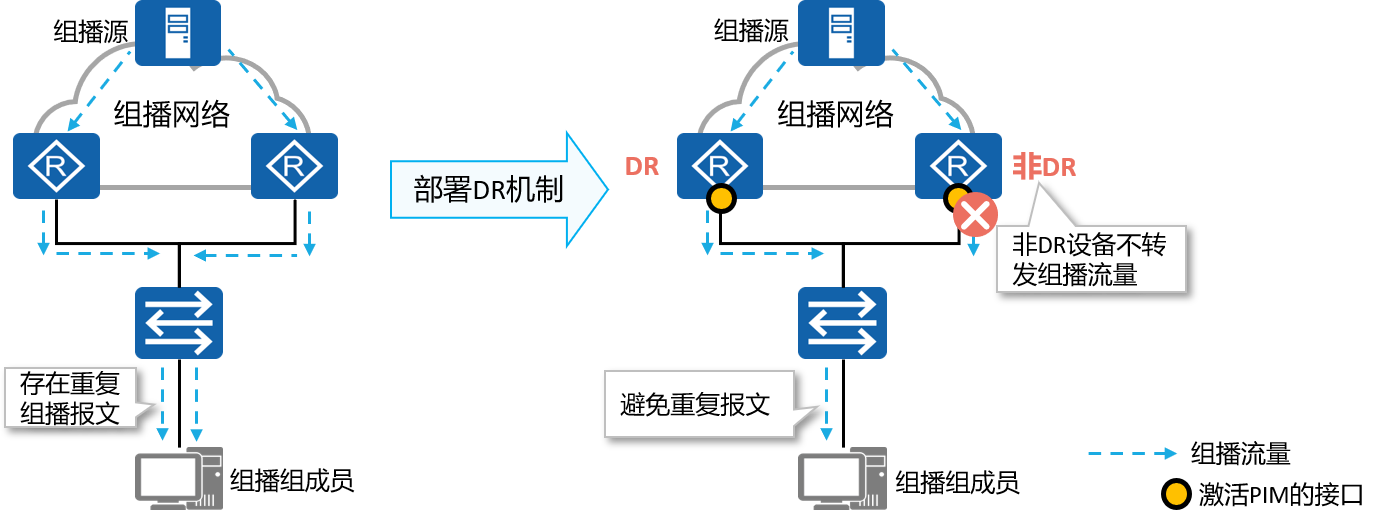 组播源
组播网络
R
R
存在重复
组播报文
组播组成员
部署DR机制
组播源
组播网络
DR
R
R
非DR
非DR设备不转
发组播流量
避免重复报文
组播组成员
组播流量
激活PIM的接口